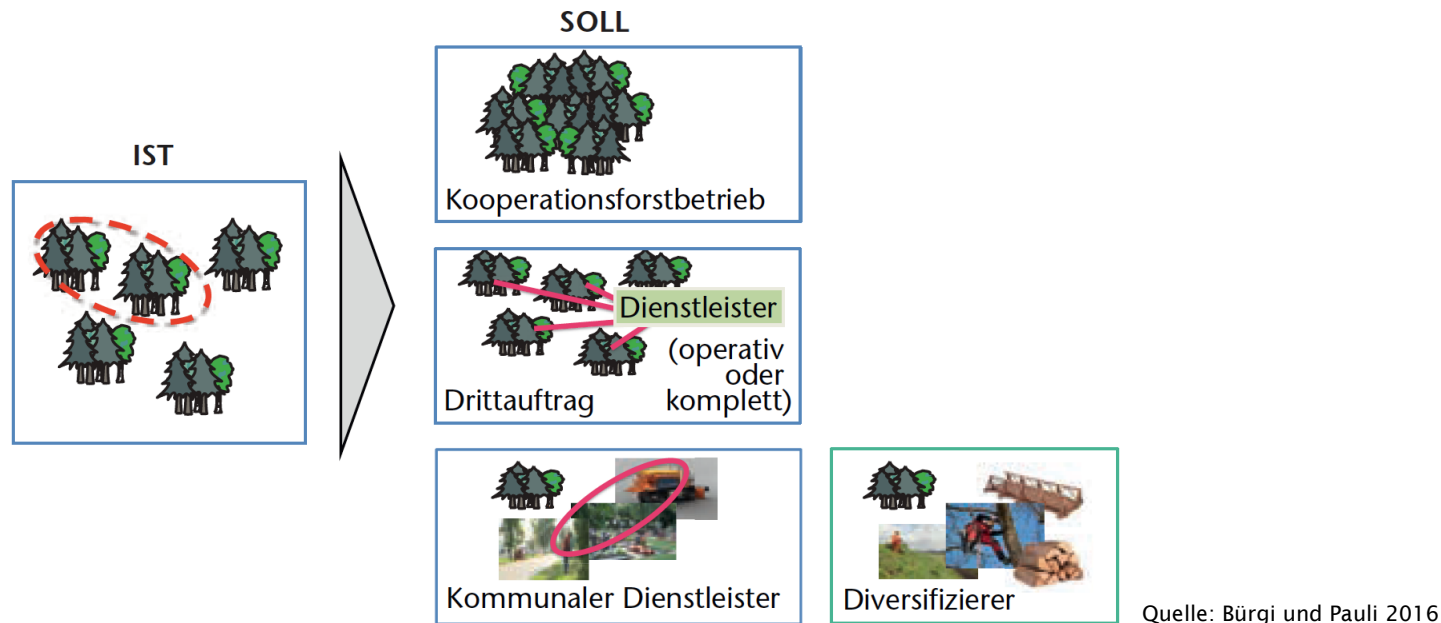 SOLL
IST
Kooperationsforstbetrieb
Dienstleister
(operativ
oder
Drittauftrag komplett)
Kommunaler Dienstleister
Diversifizierer
Quelle: Bürgi und Pauli 2016